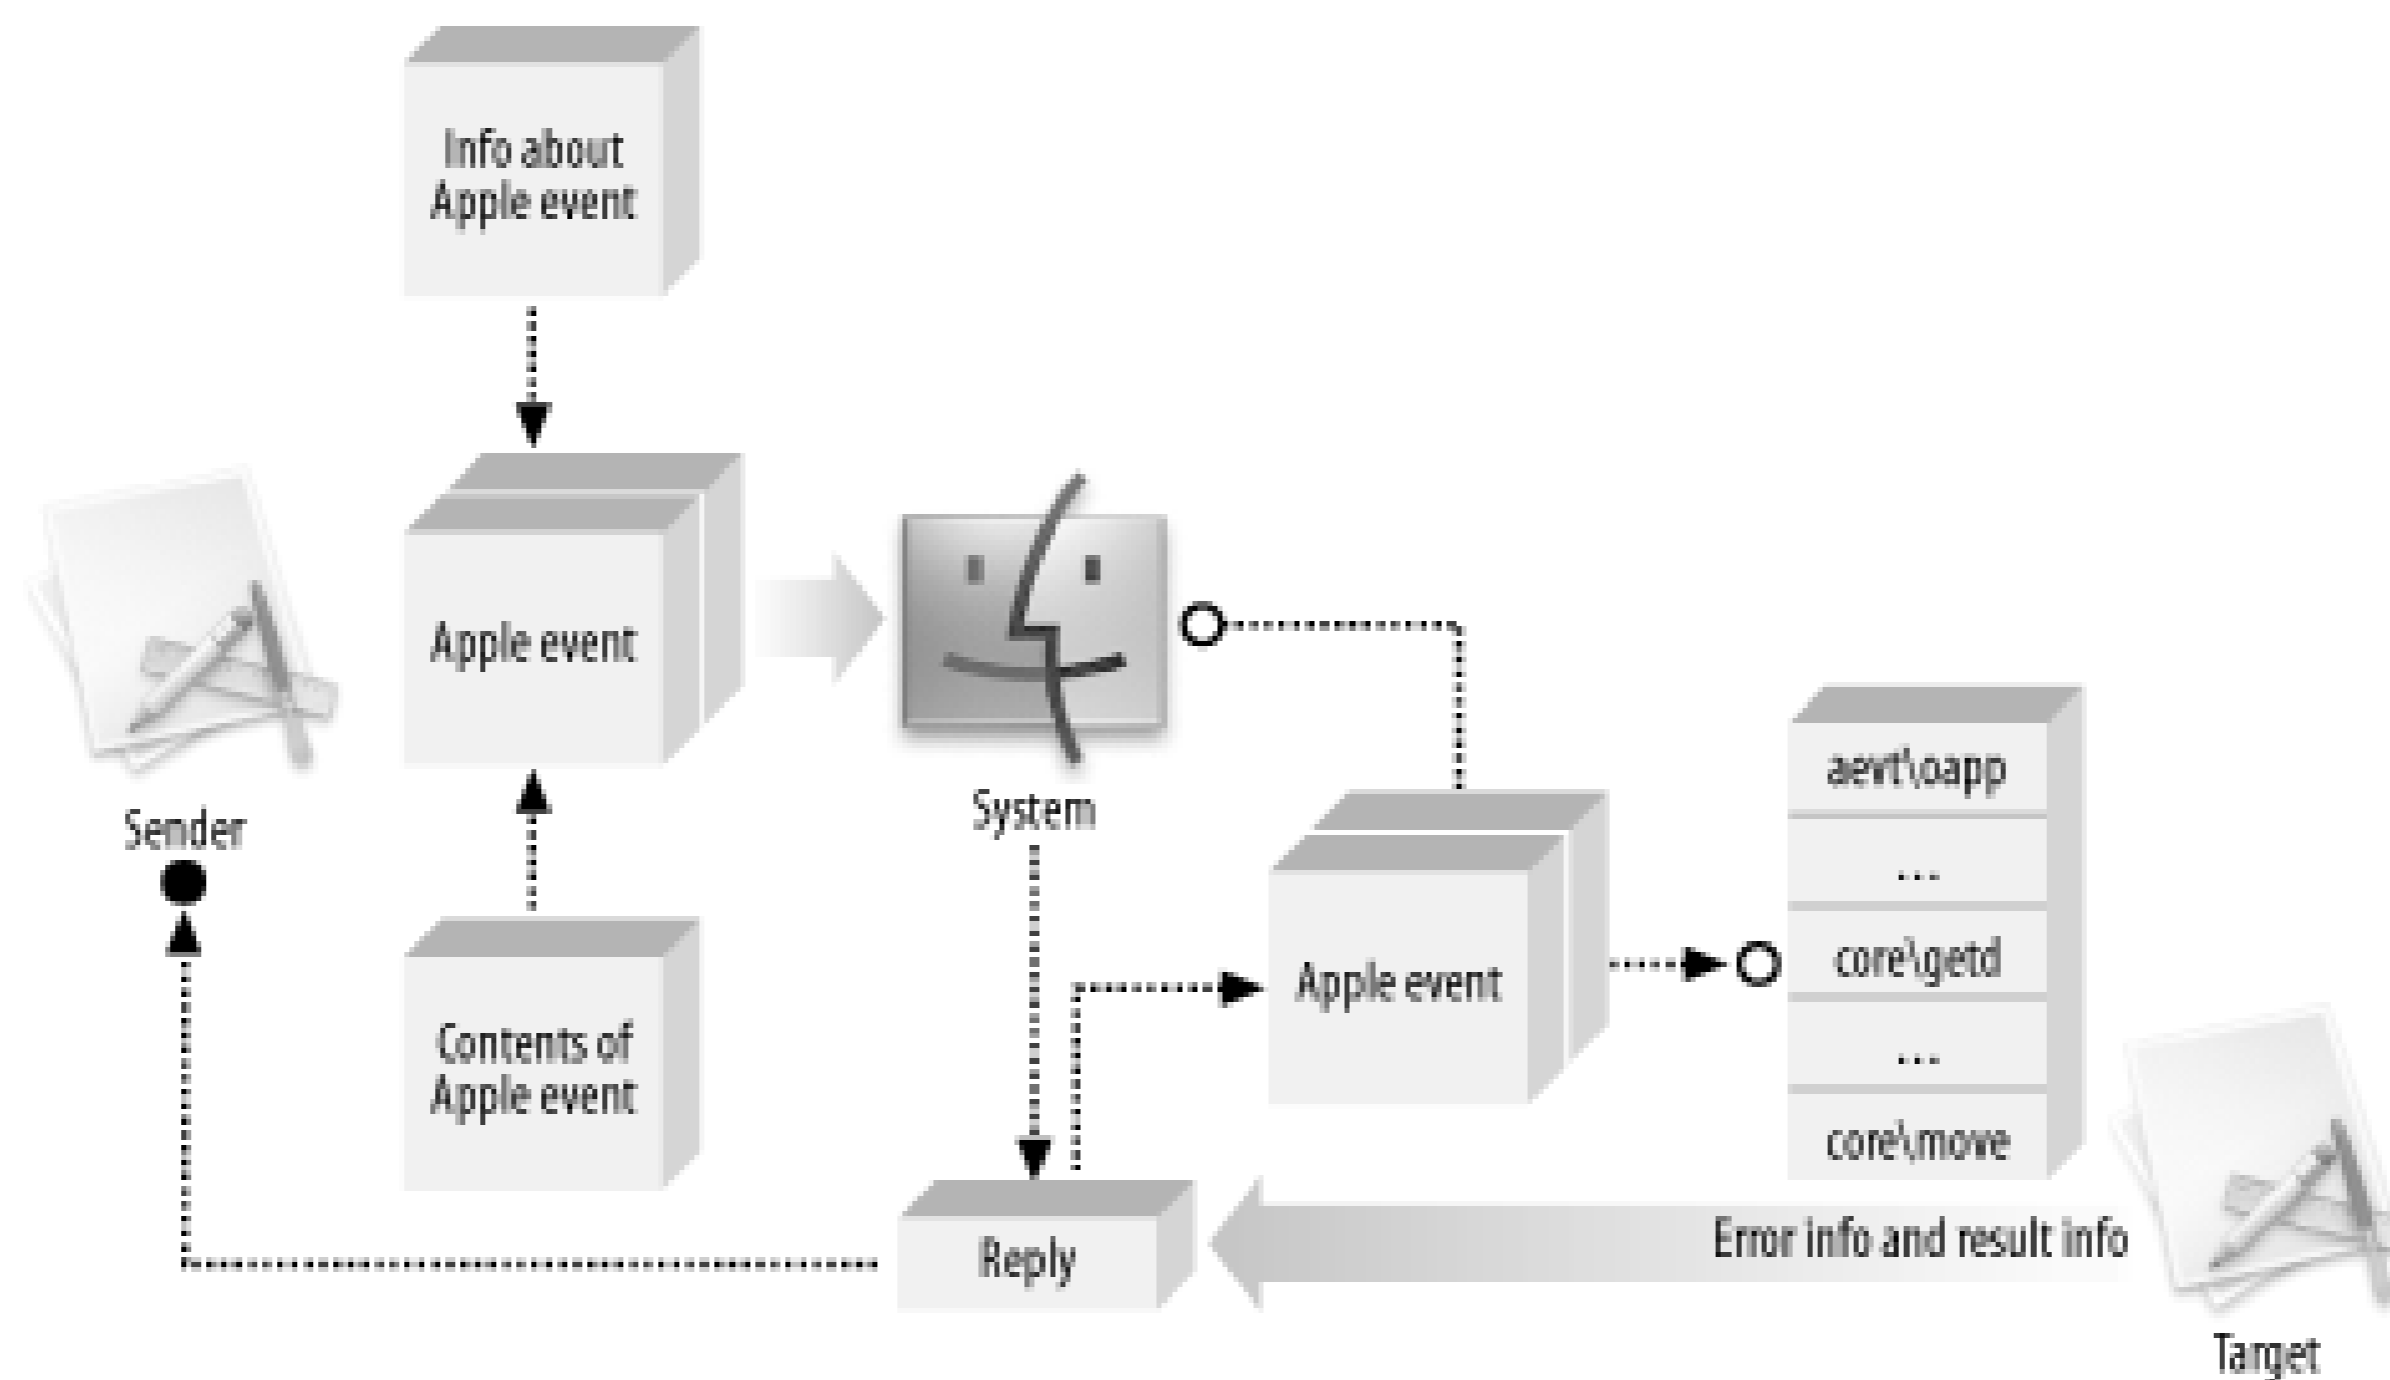 Info about
Apple event
Apple event
Sender
System
Contents of
Apple event
Apple event
aevt\oapp
...
core\getd
...
core\move
Reply
Error info and result info
Target